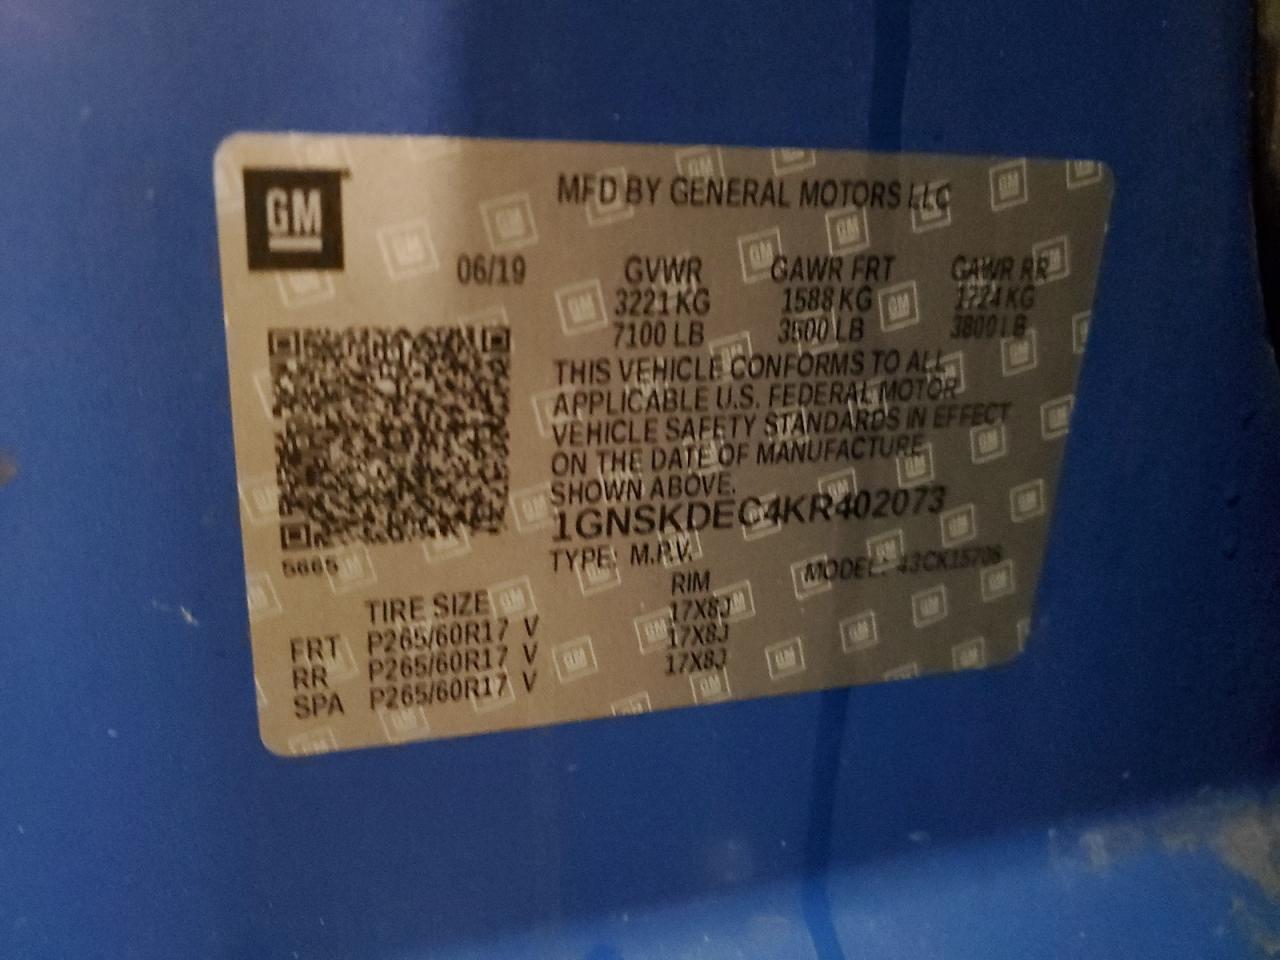 GM
MFD BY GENERAL MOTORS LLC
06/19 GVWR GAWR FRT GAWR RR
3221 KG 1588 KG 1724 KG
7100 LB 3500 LB 3800 LB
THIS VEHICLE CONFORMS TO ALL
APPLICABLE U.S. FEDERAL MOTOR
VEHICLE SAFETY STANDARDS IN EFFECT
ON THE DATE OF MANUFACTURE
SHOWN ABOVE.
1GNSKDEC4KR402073
5665
TYPE: M.P.V. MODEL: 43CK15706
TIRE SIZE RIM
FRT P265/60R17 V 17X8J
RR P265/60R17 V 17X8J
SPA P265/60R17 V 17X8J